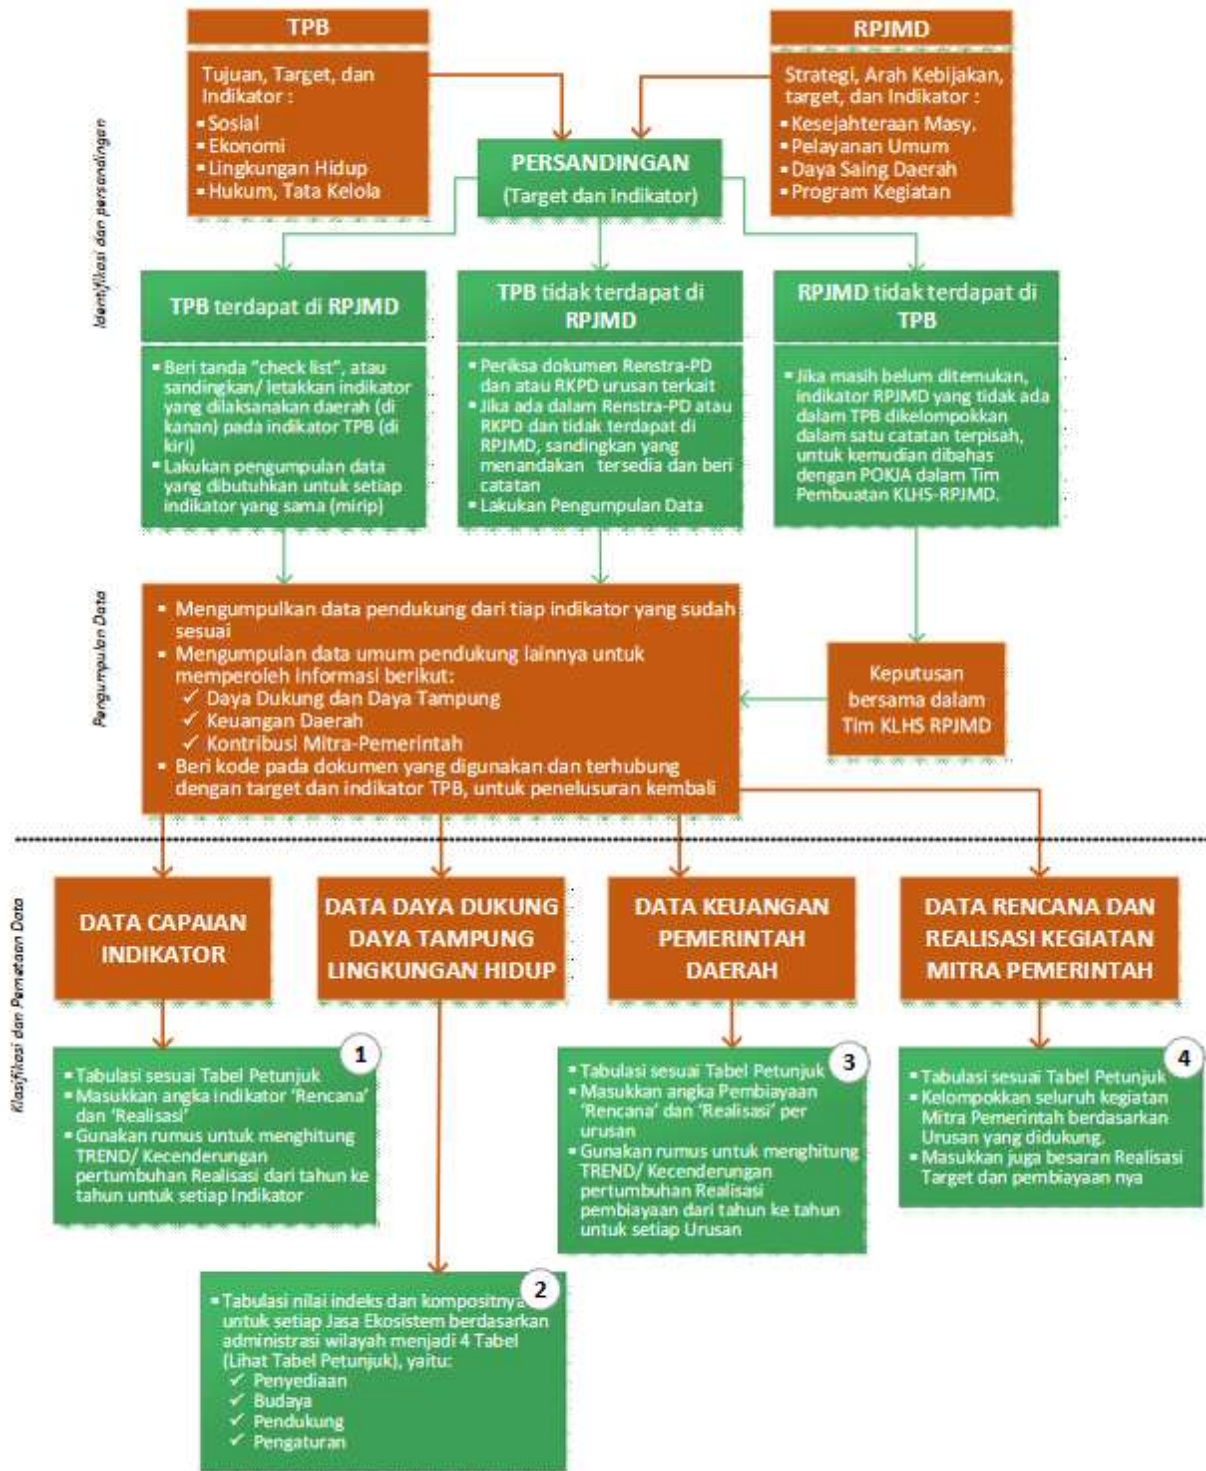 TPB
Tujuan, Target, dan
Indikator :
▪ Sosial
▪ Ekonomi
▪ Lingkungan Hidup
▪ Hukum, Tata Kelola
RPJMD
Strategi, Arah Kebijakan,
target, dan Indikator :
▪ Kesejahteraan Masy.
▪ Pelayanan Umum
▪ Daya Saing Daerah
▪ Program Kegiatan
Identifikasi dan persandingan
PERSANDINGAN
(Target dan Indikator)
TPB terdapat di RPJMD
▪ Beri tanda "check list", atau
sandingkan/ letakkan indikator
yang dilaksanakan daerah (di
kanan) pada indikator TPB (di
kiri)
▪ Lakukan pengumpulan data
yang dibutuhkan untuk setiap
indikator yang sama (mirip)
TPB tidak terdapat di
RPJMD
▪ Periksa dokumen Renstra-PD
dan atau RKPD urusan terkait
▪ Jika ada dalam Renstra-PD atau
RKPD dan tidak terdapat di
RPJMD, sandingkan yang
menandakan tersedia dan beri
catatan
▪ Lakukan Pengumpulan Data
RPJMD tidak terdapat di
TPB
▪ Jika masih belum ditemukan,
indikator RPJMD yang tidak ada
dalam TPB dikelompokkan
dalam satu catatan terpisah,
untuk kemudian dibahas
dengan POKJA dalam Tim
Pembuatan KLHS-RPJMD.
Pengumpulan Data
▪ Mengumpulkan data pendukung dari tiap indikator yang sudah
sesuai
▪ Mengumpulan data umum pendukung lainnya untuk
memperoleh informasi berikut:
✓ Daya Dukung dan Daya Tampung
✓ Keuangan Daerah
✓ Kontribusi Mitra-Pemerintah
▪ Beri kode pada dokumen yang digunakan dan terhubung
dengan target dan indikator TPB, untuk penelusuran kembali
Keputusan
bersama dalam
Tim KLHS RPJMD
Klasifikasi dan Pemetaan Data
DATA CAPAIAN
INDIKATOR
DATA DAYA DUKUNG
DAYA TAMPUNG
LINGKUNGAN HIDUP
DATA KEUANGAN
PEMERINTAH
DAERAH
DATA RENCANA DAN
REALISASI KEGIATAN
MITRA PEMERINTAH
1
▪ Tabulasi sesuai Tabel Petunjuk
▪ Masukkan angka indikator 'Rencana'
dan 'Realisasi'
▪ Gunakan rumus untuk menghitung
TREND/ Kecenderungan
pertumbuhan Realisasi dari tahun ke
tahun untuk setiap Indikator
3
▪ Tabulasi sesuai Tabel Petunjuk
▪ Masukkan angka Pembiayaan
'Rencana' dan 'Realisasi' per
urusan
▪ Gunakan rumus untuk menghitung
TREND/ Kecenderungan
pertumbuhan Realisasi
pembiayaan dari tahun ke tahun
untuk setiap Urusan
4
▪ Tabulasi sesuai Tabel Petunjuk
▪ Kelompokkan seluruh kegiatan
Mitra Pemerintah berdasarkan
Urusan yang didukung.
▪ Masukkan juga besaran Realisasi
Target dan pembiayaan nya
2
▪ Tabulasi nilai indeks dan kompositnya
untuk setiap Jasa Ekosistem berdasarkan
administrasi wilayah menjadi 4 Tabel
(Lihat Tabel Petunjuk), yaitu:
✓ Penyediaan
✓ Budaya
✓ Pendukung
✓ Pengaturan